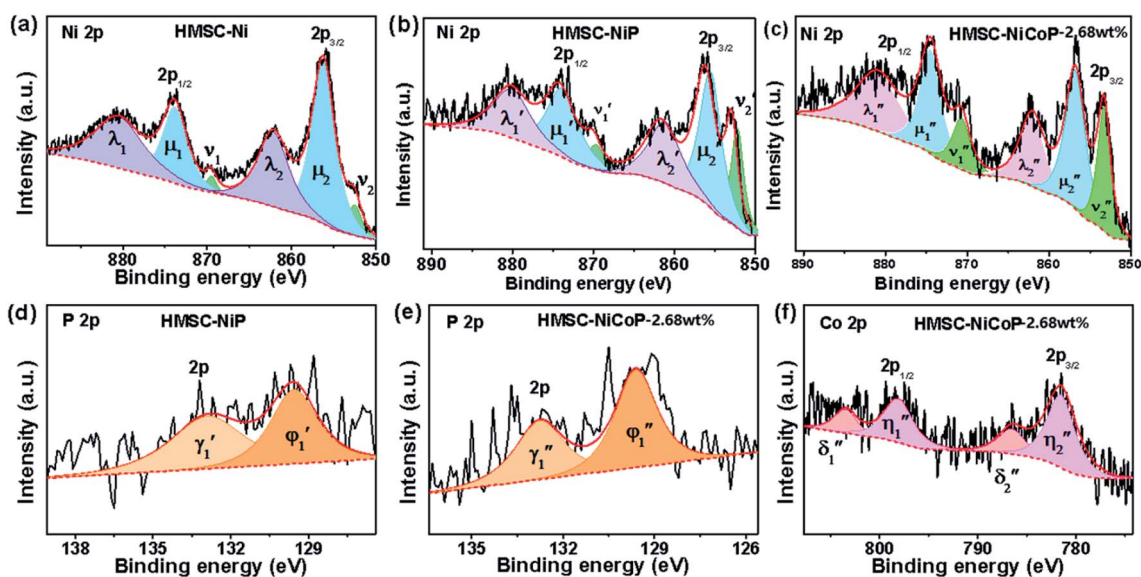 (a)
Ni 2p HMSC-Ni
2p3/2
2p1/2
λ1
μ1
ν1
λ2
μ2
ν2
Intensity (a.u.)
880 870 860 850
Binding energy (eV)
(b)
Ni 2p HMSC-NiP
2p3/2
2p1/2
λ1′
μ1′
ν1′
λ2′
μ2
ν2′
Intensity (a.u.)
890 880 870 860 850
Binding energy (eV)
(c)
Ni 2p 2p1/2 HMSC-NiCoP-2.68wt%
2p3/2
λ1″
μ1″
ν1″
λ2″
μ2″
ν2″
Intensity (a.u.)
890 880 870 860 850
Binding energy (eV)
(d)
P 2p HMSC-NiP
2p
γ1′
φ1′
Intensity (a.u.)
138 135 132 129
Binding energy (eV)
(e)
P 2p HMSC-NiCoP-2.68wt%
2p
γ1″
φ1″
Intensity (a.u.)
135 132 129 126
Binding energy (eV)
(f)
Co 2p HMSC-NiCoP-2.68wt%
2p1/2
2p3/2
δ1″
η1″
δ2″
η2″
Intensity (a.u.)
800 790 780
Binding energy (eV)